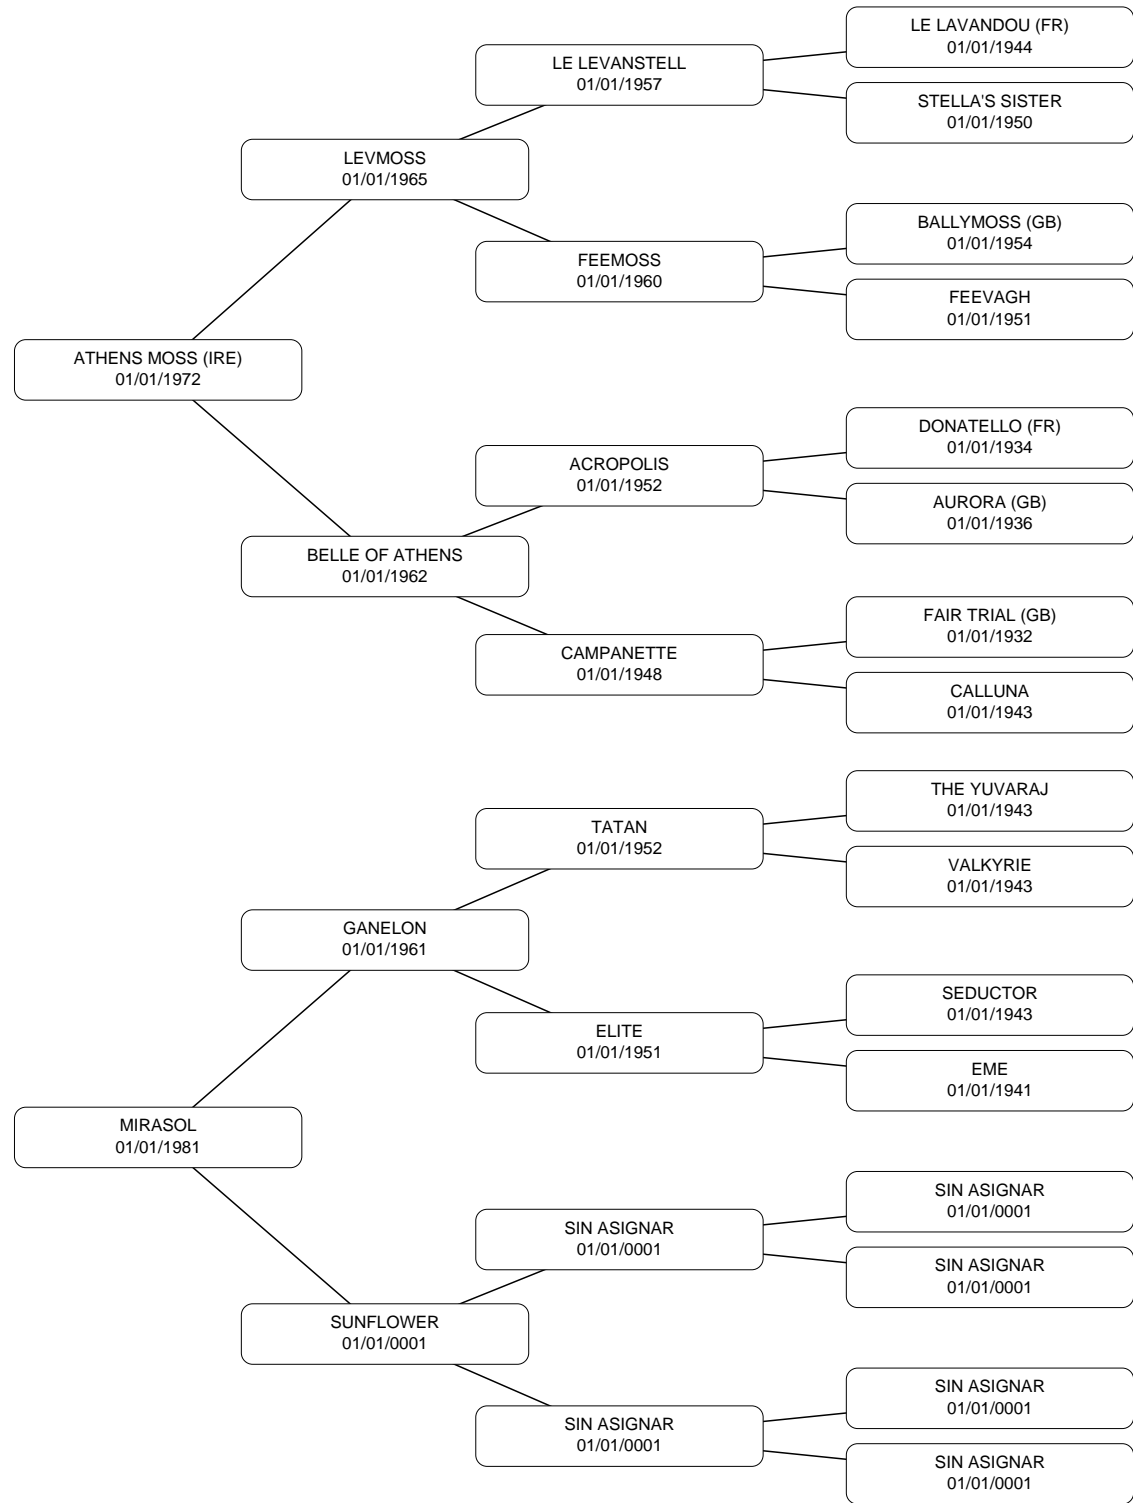 LE LAVANDOU (FR)
01/01/1944
LE LEVANSTELL
01/01/1957
STELLA'S SISTER
01/01/1950
LEVMOSS
01/01/1965
BALLYMOSS (GB)
01/01/1954
FEEMOSS
01/01/1960
FEEVAGH
01/01/1951
ATHENS MOSS (IRE)
01/01/1972
DONATELLO (FR)
01/01/1934
ACROPOLIS
01/01/1952
AURORA (GB)
01/01/1936
BELLE OF ATHENS
01/01/1962
FAIR TRIAL (GB)
01/01/1932
CAMPANETTE
01/01/1948
CALLUNA
01/01/1943
THE YUVARAJ
01/01/1943
TATAN
01/01/1952
VALKYRIE
01/01/1943
GANELON
01/01/1961
SEDUCTOR
01/01/1943
ELITE
01/01/1951
EME
01/01/1941
MIRASOL
01/01/1981
SIN ASIGNAR
01/01/0001
SIN ASIGNAR
01/01/0001
SIN ASIGNAR
01/01/0001
SUNFLOWER
01/01/0001
SIN ASIGNAR
01/01/0001
SIN ASIGNAR
01/01/0001
SIN ASIGNAR
01/01/0001